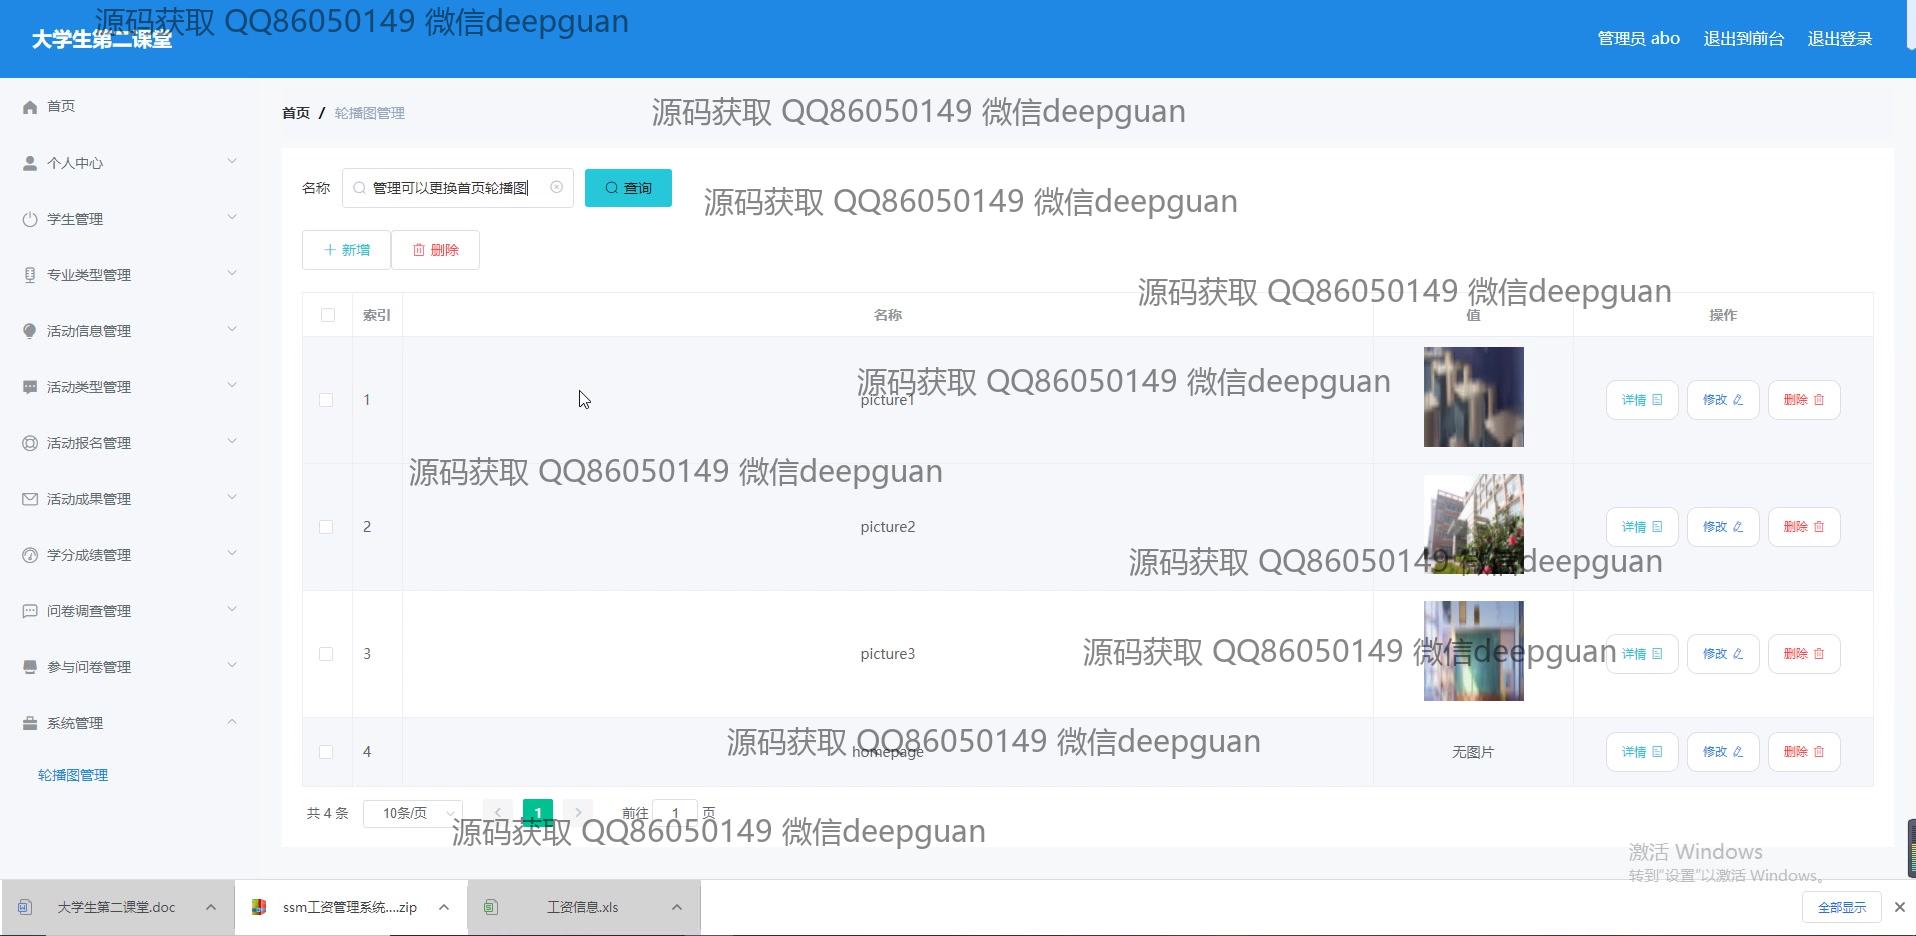 源码获取 QQ86050149 微信deepguan
大学生第二课堂
管理员 abo 退出到前台 退出登录
首页
个人中心
学生管理
专业类型管理
活动信息管理
活动类型管理
活动报名管理
活动成果管理
学分成绩管理
问卷调查管理
参与问卷管理
系统管理
轮播图管理
首页 / 轮播图管理
源码获取 QQ86050149 微信deepguan
名称 管理可以更换首页轮播图 查询
源码获取 QQ86050149 微信deepguan
新增 删除
源码获取 QQ86050149 微信deepguan
索引 名称 值 操作
源码获取 QQ86050149 微信deepguan
1 picture1 详情 修改 删除
源码获取 QQ86050149 微信deepguan
2 picture2 详情 修改 删除
源码获取 QQ86050149 微信deepguan
3 picture3 详情 修改 删除
源码获取 QQ86050149 微信deepguan
源码获取 QQ86050149 微信deepguan
4 homepage 无图片 详情 修改 删除
共 4 条 10条/页 1 前往 1 页
源码获取 QQ86050149 微信deepguan
激活 Windows
转到"设置"以激活 Windows。
大学生第二课堂.doc ssm工资管理系统....zip 工资信息.xls 全部显示